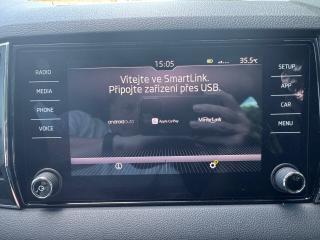 15:05
35.5°C
RADIO
MEDIA
PHONE
VOICE
Vítejte ve SmartLink.
Připojte zařízení přes USB.
androidauto
Apple CarPlay
MirrorLink
SETUP
APP
CAR
MENU